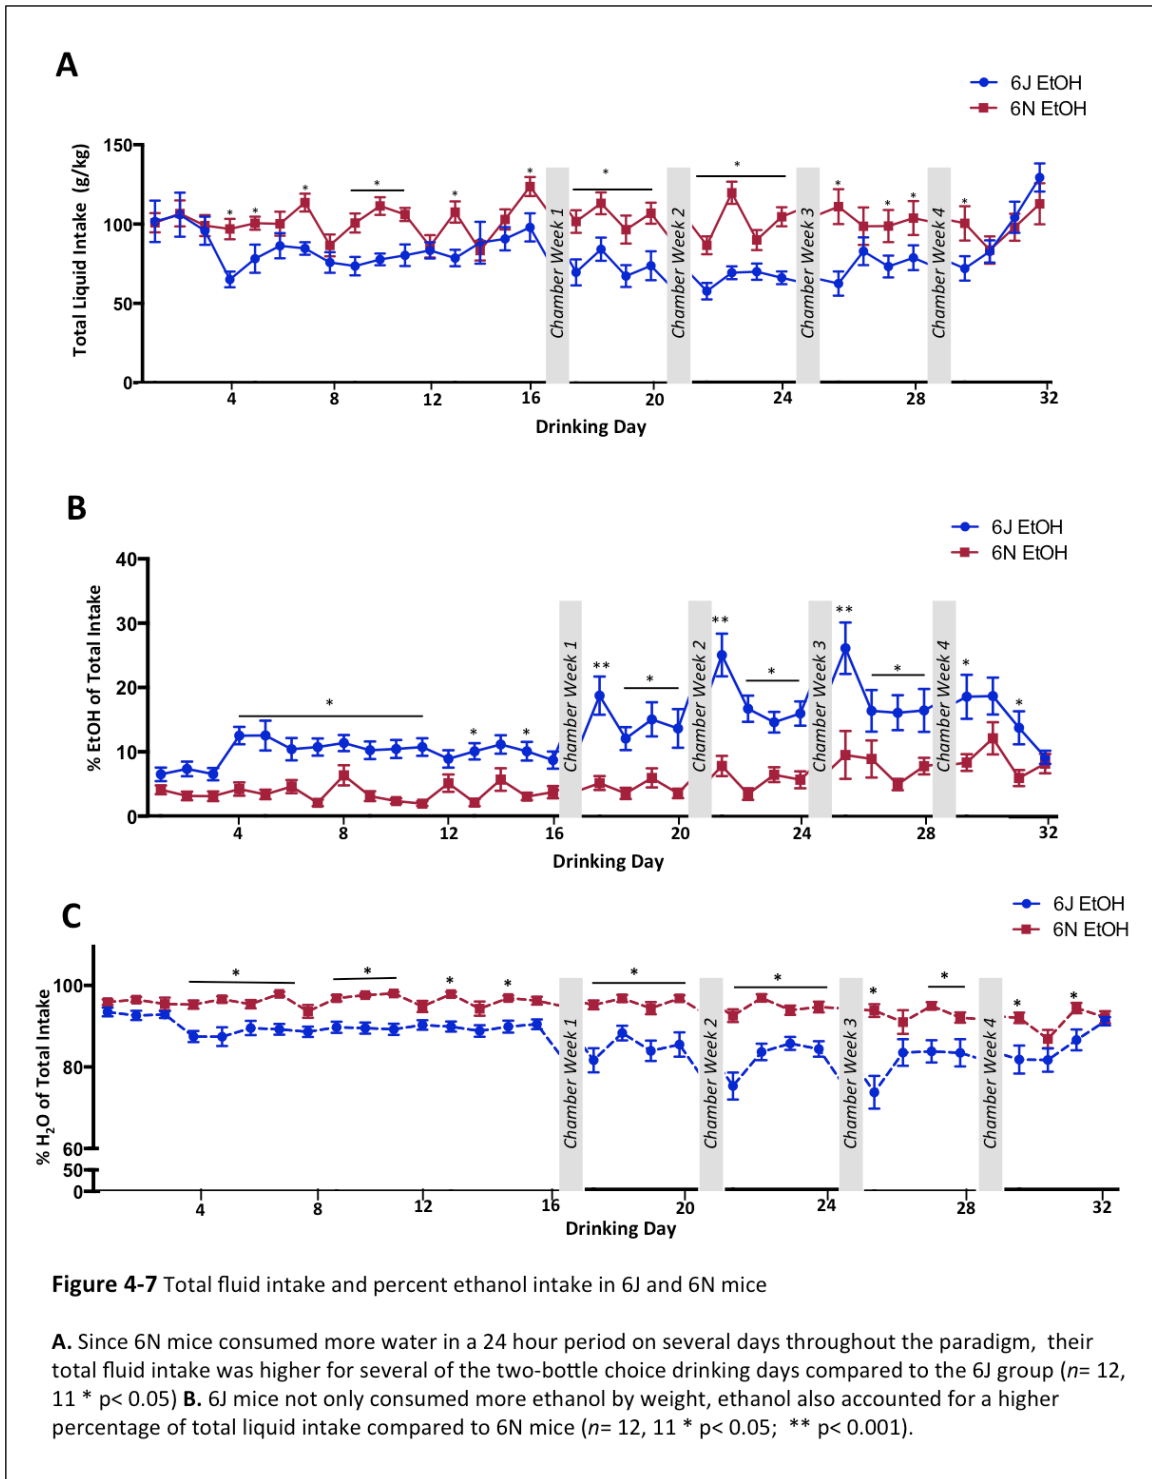 A
6J EtOH
6N EtOH
Total Liquid Intake (g/kg)
150
100
50
0
* * * * * * * * * * * *
Chamber Week 1
Chamber Week 2
Chamber Week 3
Chamber Week 4
4 8 12 16 20 24 28 32
Drinking Day
B
6J EtOH
6N EtOH
% EtOH of Total Intake
40
30
20
10
0
* * * ** * ** * ** * * *
Chamber Week 1
Chamber Week 2
Chamber Week 3
Chamber Week 4
4 8 12 16 20 24 28 32
Drinking Day
C
6J EtOH
6N EtOH
% H₂O of Total Intake
100
80
60
50
0
* * * * * * * * * *
Chamber Week 1
Chamber Week 2
Chamber Week 3
Chamber Week 4
4 8 12 16 20 24 28 32
Drinking Day
Figure 4-7 Total fluid intake and percent ethanol intake in 6J and 6N mice
A. Since 6N mice consumed more water in a 24 hour period on several days throughout the paradigm, their
total fluid intake was higher for several of the two-bottle choice drinking days compared to the 6J group (n= 12,
11 * p< 0.05) B. 6J mice not only consumed more ethanol by weight, ethanol also accounted for a higher
percentage of total liquid intake compared to 6N mice (n= 12, 11 * p< 0.05; ** p< 0.001).